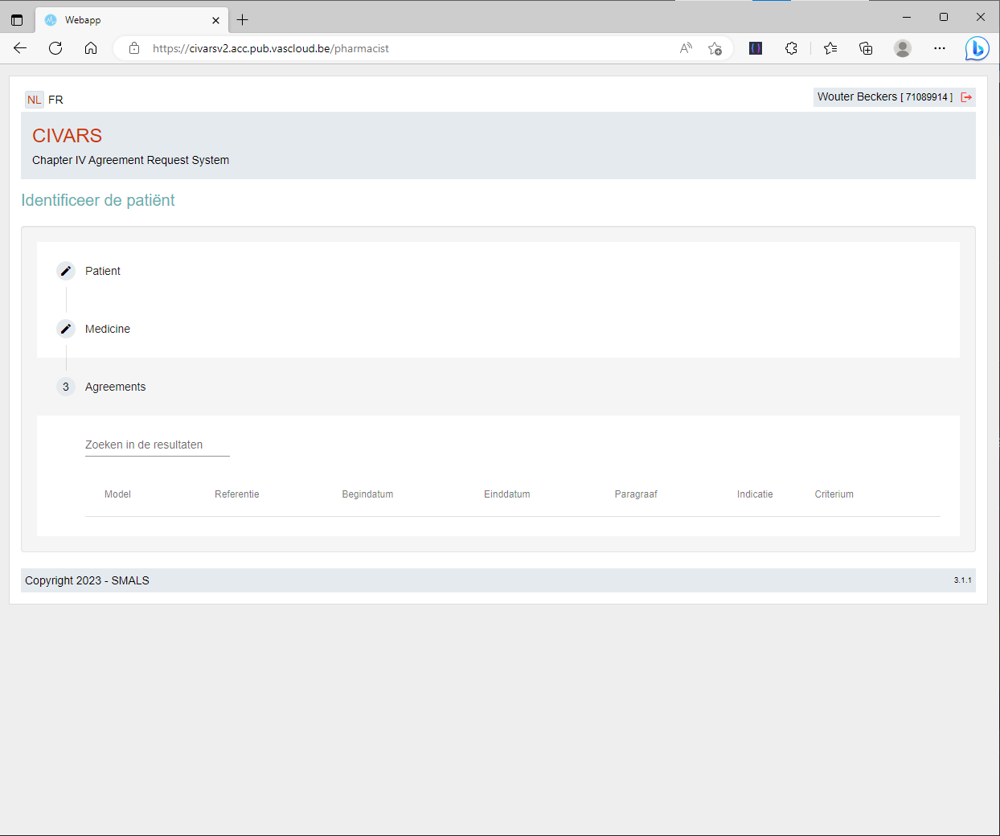 Webapp
https://civarsv2.acc.pub.vascloud.be/pharmacist
NL FR
Wouter Beckers [ 71089914 ]
CIVARS
Chapter IV Agreement Request System
Identificeer de patiënt
Patient
Medicine
3 Agreements
Zoeken in de resultaten
Model Referentie Begindatum Einddatum Paragraaf Indicatie Criterium
Copyright 2023 - SMALS
3.1.1